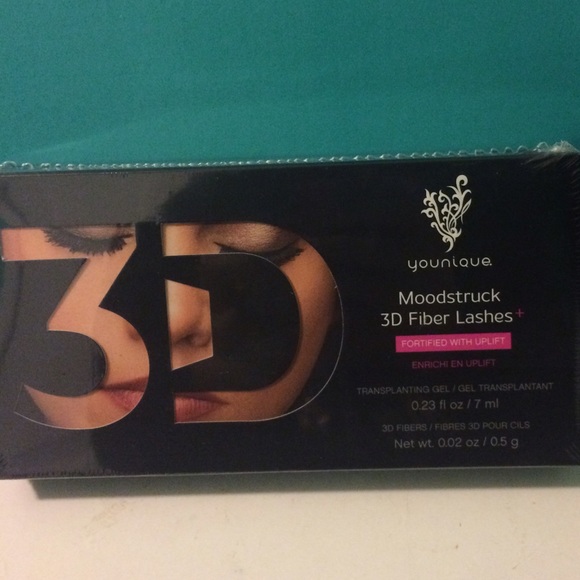 3D
younique
Moodstruck
3D Fiber Lashes+
FORTIFIED WITH UPLIFT
ENRICHI EN UPLIFT
TRANSPLANTING GEL / GEL TRANSPLANTANT
0.23 fl oz / 7 ml
3D FIBERS / FIBRES 3D POUR CILS
Net wt. 0.02 oz / 0.5 g